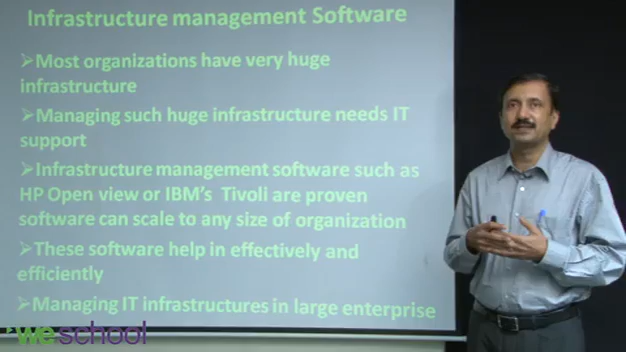 Infrastructure management Software
➢Most organizations have very huge
infrastructure
➢Managing such huge infrastructure needs IT
support
➢Infrastructure management software such as
HP Open view or IBM's Tivoli are proven
software can scale to any size of organization
➢These software help in effectively and
efficiently
➢Managing IT infrastructures in large enterprise
weschool